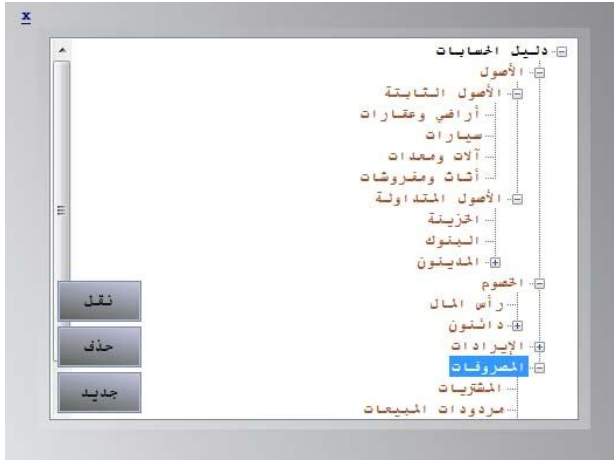 x
دليل الحسابات
الأصول
الأصول الثابتة
أراضي وعقارات
سيارات
آلات ومعدات
أثاث ومفروشات
الأصول المتداولة
الخزينة
البنوك
المدينون
الخصوم
رأس المال
دائنون
الإيرادات
المصروفات
المشتريات
مردودات المبيعات
نقل
حذف
جديد